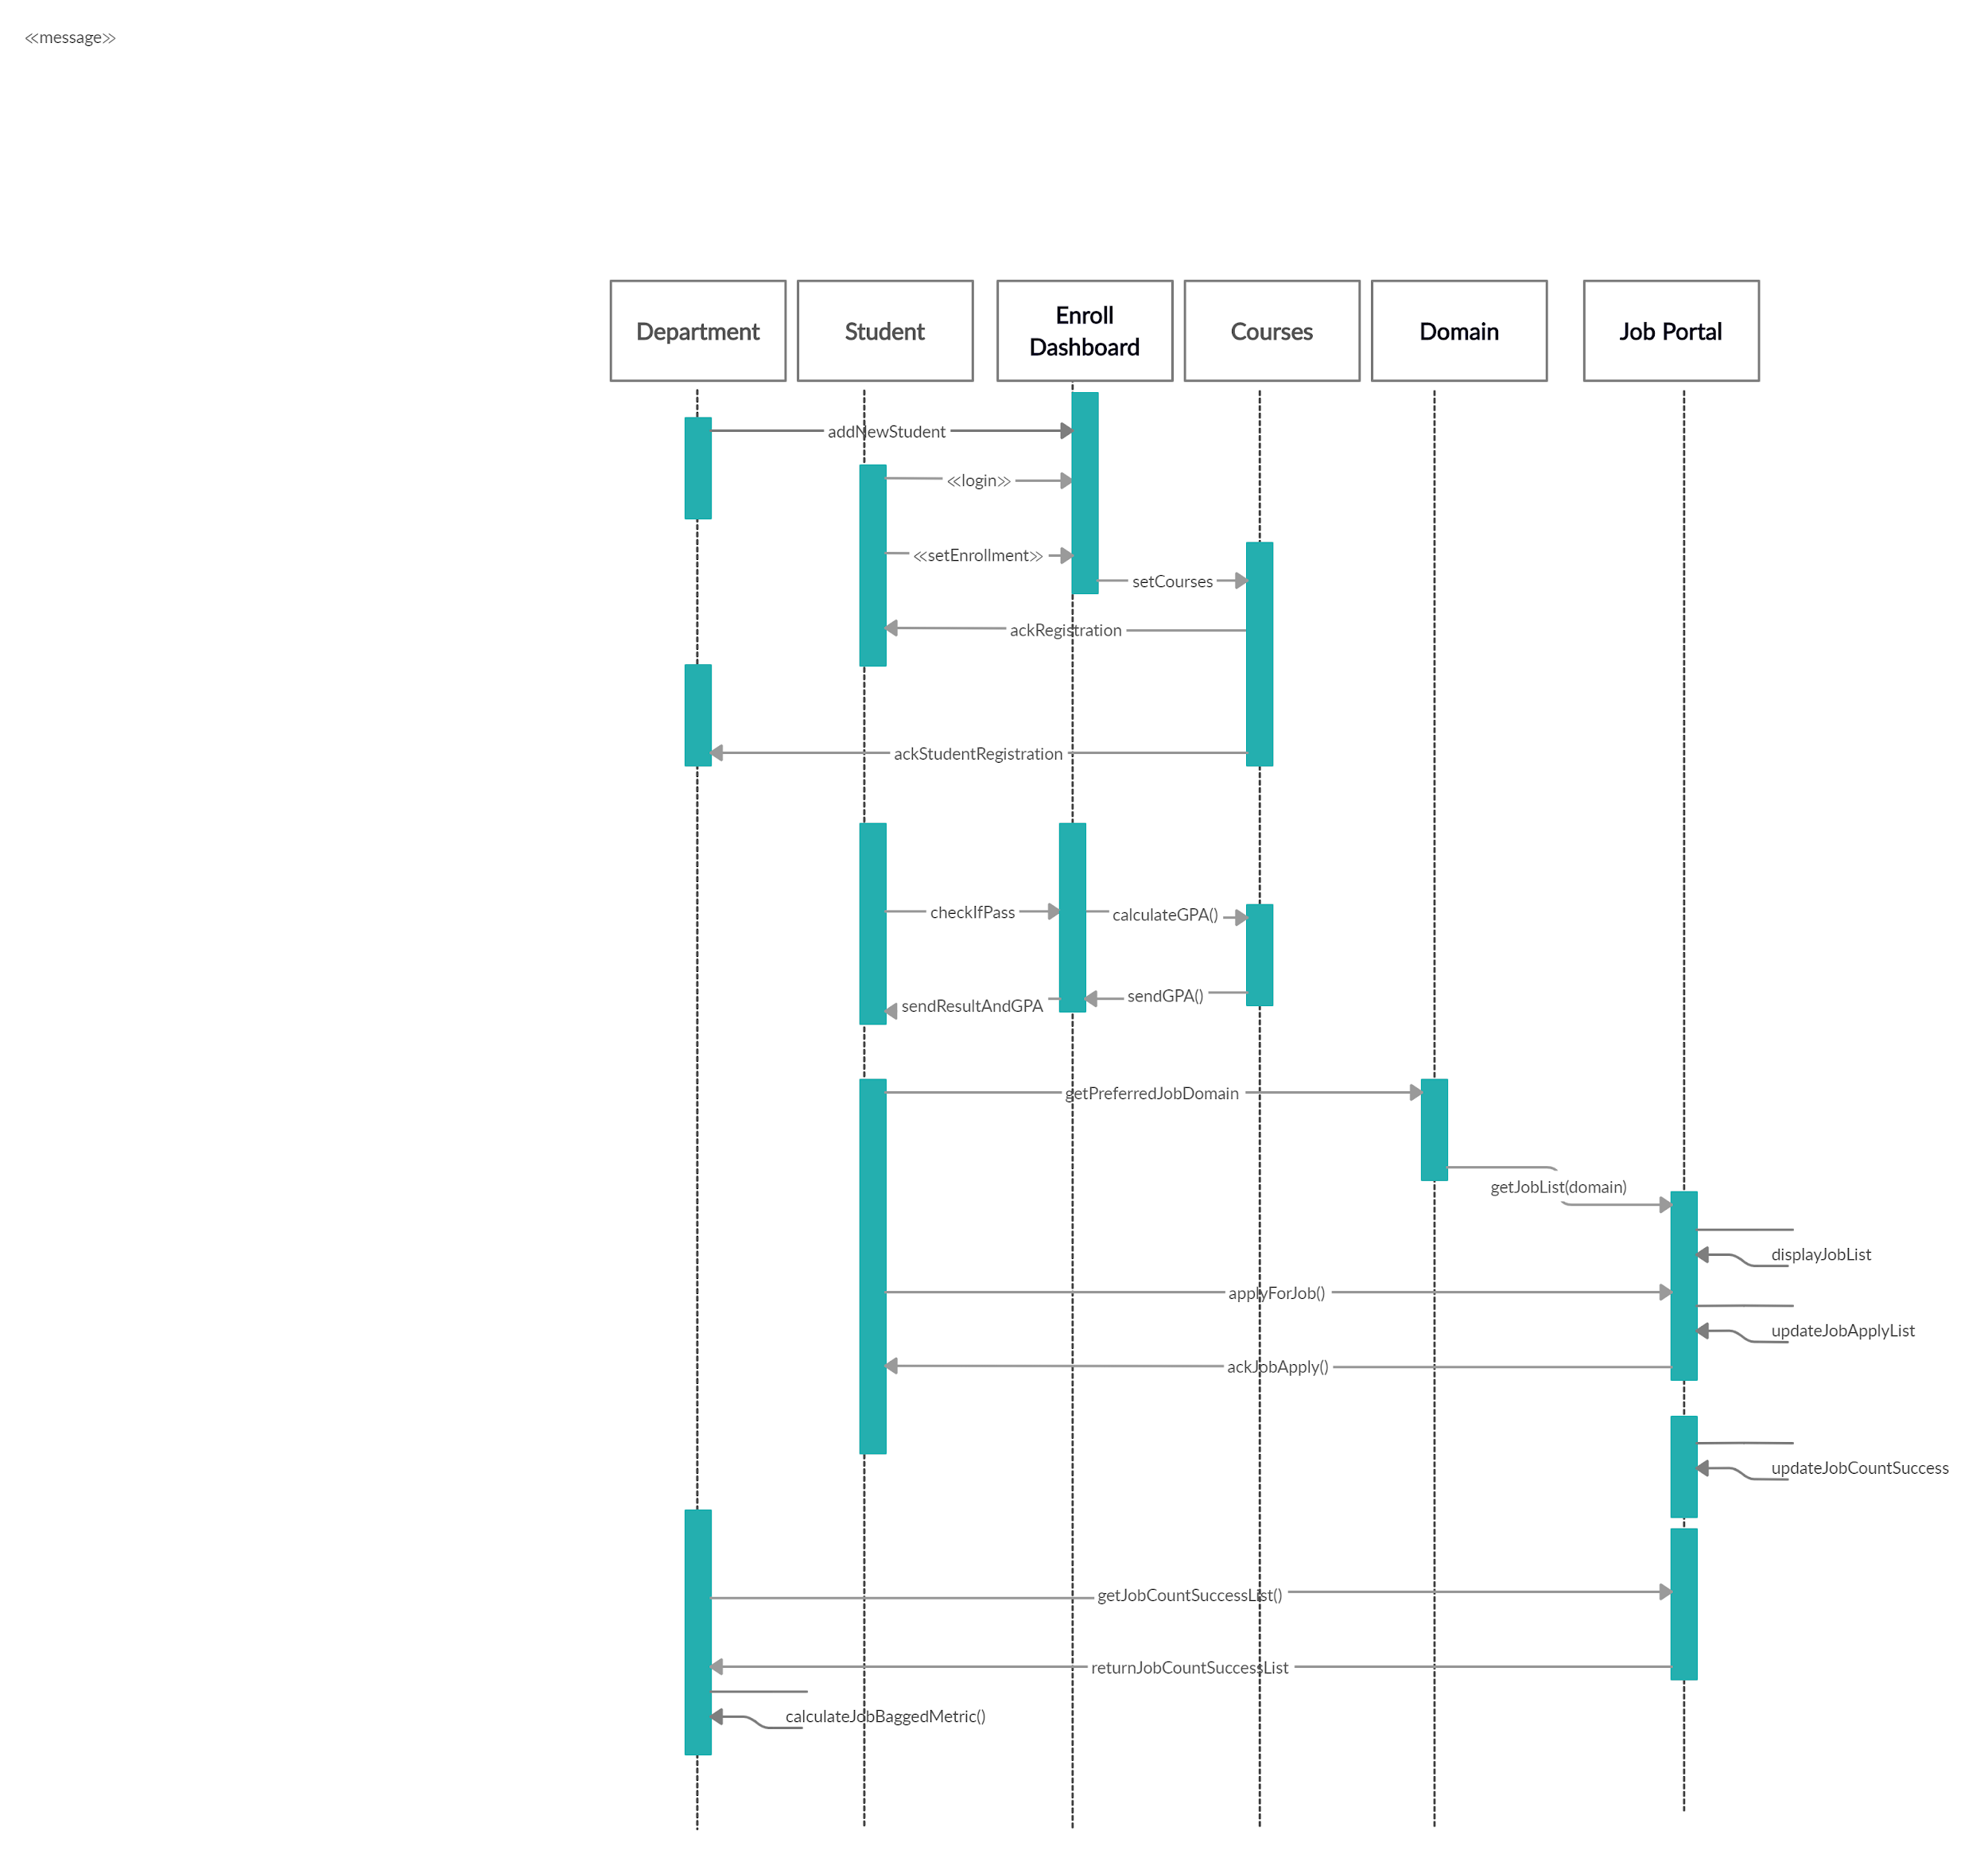 ≪message≫
Department
Student
Enroll
Dashboard
Courses
Domain
Job Portal
addNewStudent
≪login≫
≪setEnrollment≫
setCourses
ackRegistration
ackStudentRegistration
checkIfPass
calculateGPA()
sendGPA()
sendResultAndGPA
getPreferredJobDomain
getJobList(domain)
displayJobList
applyForJob()
updateJobApplyList
ackJobApply()
updateJobCountSuccess
getJobCountSuccessList()
returnJobCountSuccessList
calculateJobBaggedMetric()